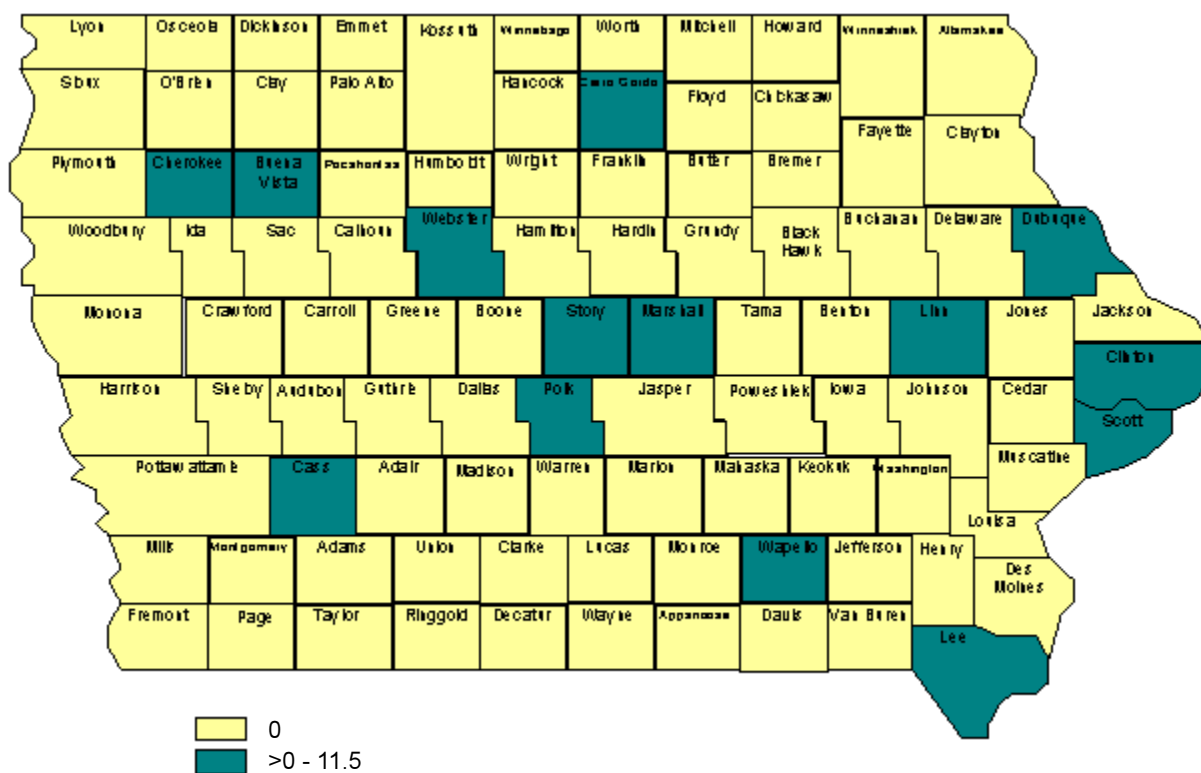 Lyon Osceola Dickinson Emmet Kossuth Winnebago Worth Mitchell Howard Winneshiek Allamakee
Sioux O'Brien Clay Palo Alto Hancock Cerro Gordo Floyd Chickasaw
Fayette Clayton
Plymouth Cherokee Buena Vista Pocahontas Humboldt Wright Franklin Butler Bremer
Woodbury Ida Sac Calhoun Webster Hamilton Hardin Grundy Black Hawk Buchanan Delaware Dubuque
Monona Crawford Carroll Greene Boone Story Marshall Tama Benton Linn Jones Jackson
Clinton
Harrison Shelby Audubon Guthrie Dallas Polk Jasper Poweshiek Iowa Johnson Cedar
Scott
Pottawattamie Cass Adair Madison Warren Marion Mahaska Keokuk Washington Muscatine
Louisa
Mills Montgomery Adams Union Clarke Lucas Monroe Wapello Jefferson Henry
Des Moines
Fremont Page Taylor Ringgold Decatur Wayne Appanoose Davis Van Buren
Lee
0
>0 - 11.5